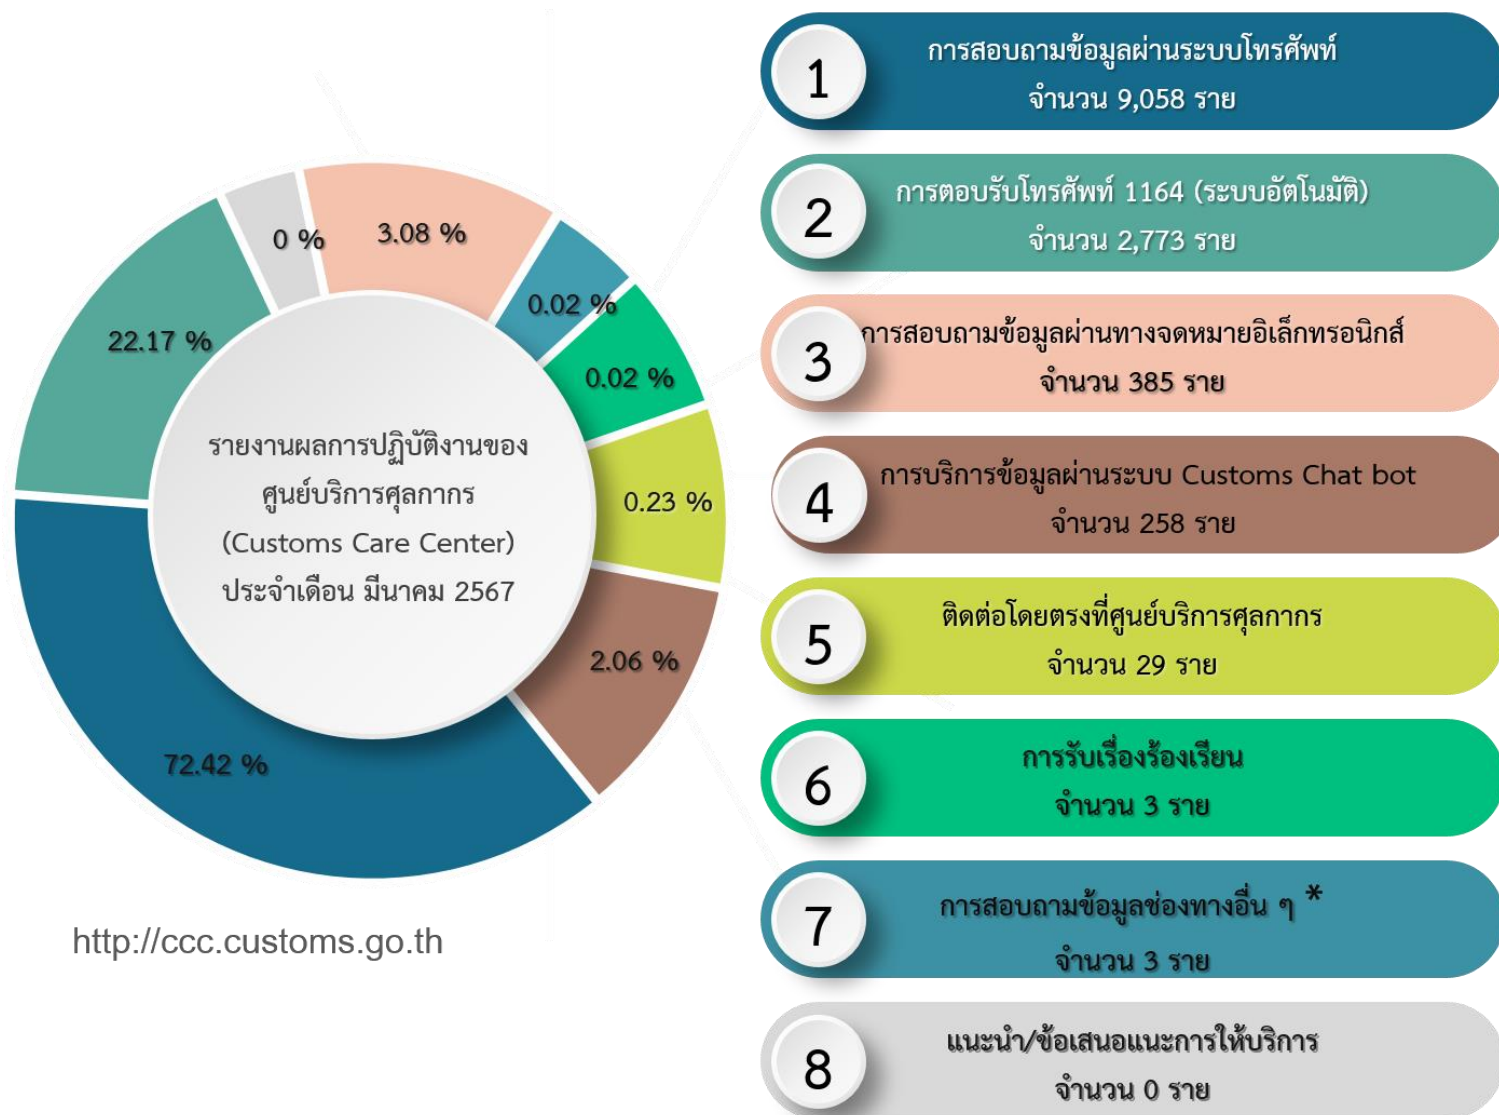 1
การสอบถามข้อมูลผ่านระบบโทรศัพท์
จำนวน 9,058 ราย
2
การตอบรับโทรศัพท์ 1164 (ระบบอัตโนมัติ)
จำนวน 2,773 ราย
3
การสอบถามข้อมูลผ่านทางจดหมายอิเล็กทรอนิกส์
จำนวน 385 ราย
4
การบริการข้อมูลผ่านระบบ Customs Chat bot
จำนวน 258 ราย
5
ติดต่อโดยตรงที่ศูนย์บริการศุลกากร
จำนวน 29 ราย
6
การรับเรื่องร้องเรียน
จำนวน 3 ราย
7
การสอบถามข้อมูลช่องทางอื่น ๆ *
จำนวน 3 ราย
8
แนะนำ/ข้อเสนอแนะการให้บริการ
จำนวน 0 ราย
0 %
3.08 %
0.02 %
0.02 %
0.23 %
2.06 %
72.42 %
22.17 %
รายงานผลการปฏิบัติงานของ
ศูนย์บริการศุลกากร
(Customs Care Center)
ประจำเดือน มีนาคม 2567
http://ccc.customs.go.th